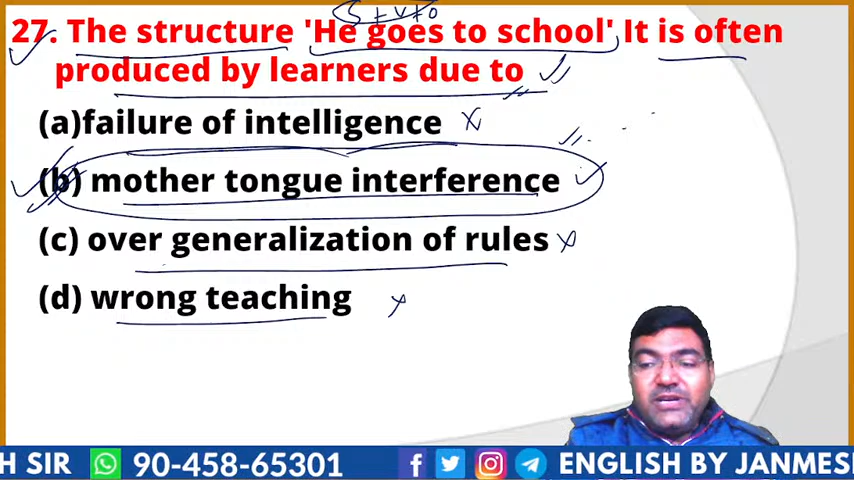 S+V+O
27. The structure 'He goes to school' It is often
produced by learners due to
(a)failure of intelligence
(b) mother tongue interference
(c) over generalization of rules
(d) wrong teaching
H SIR 90-458-65301 ENGLISH BY JANMES